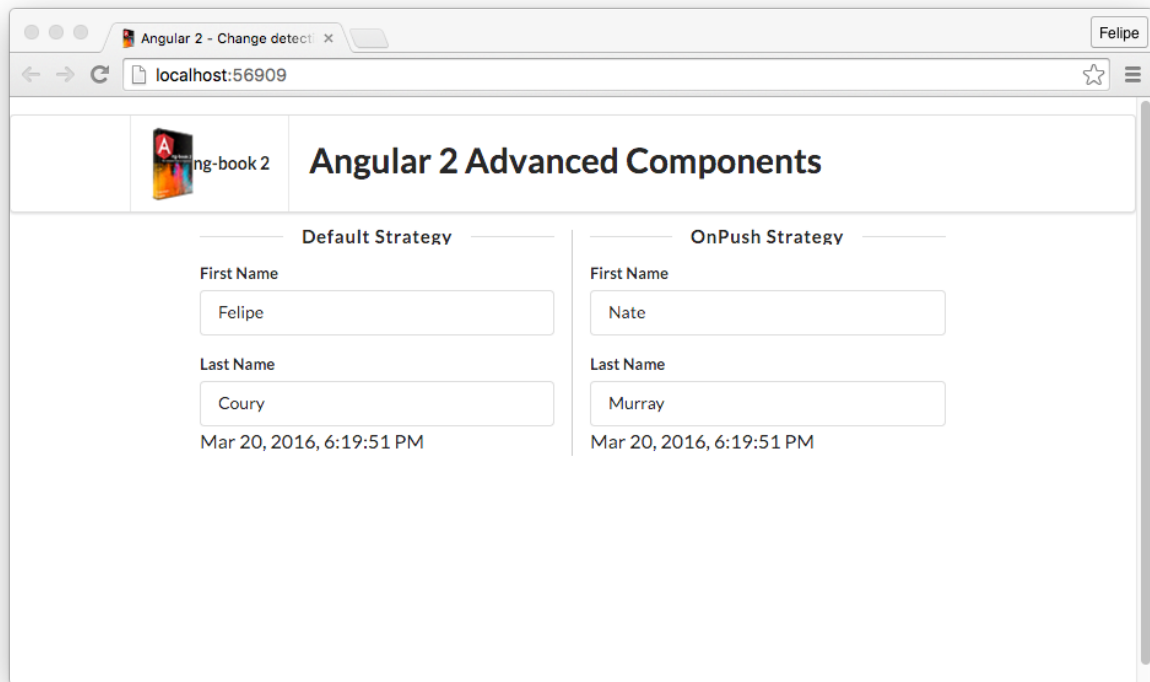 Angular 2 - Change detecti
Felipe
localhost:56909
ng-book 2
Angular 2 Advanced Components
Default Strategy
First Name
Felipe
Last Name
Coury
Mar 20, 2016, 6:19:51 PM
OnPush Strategy
First Name
Nate
Last Name
Murray
Mar 20, 2016, 6:19:51 PM